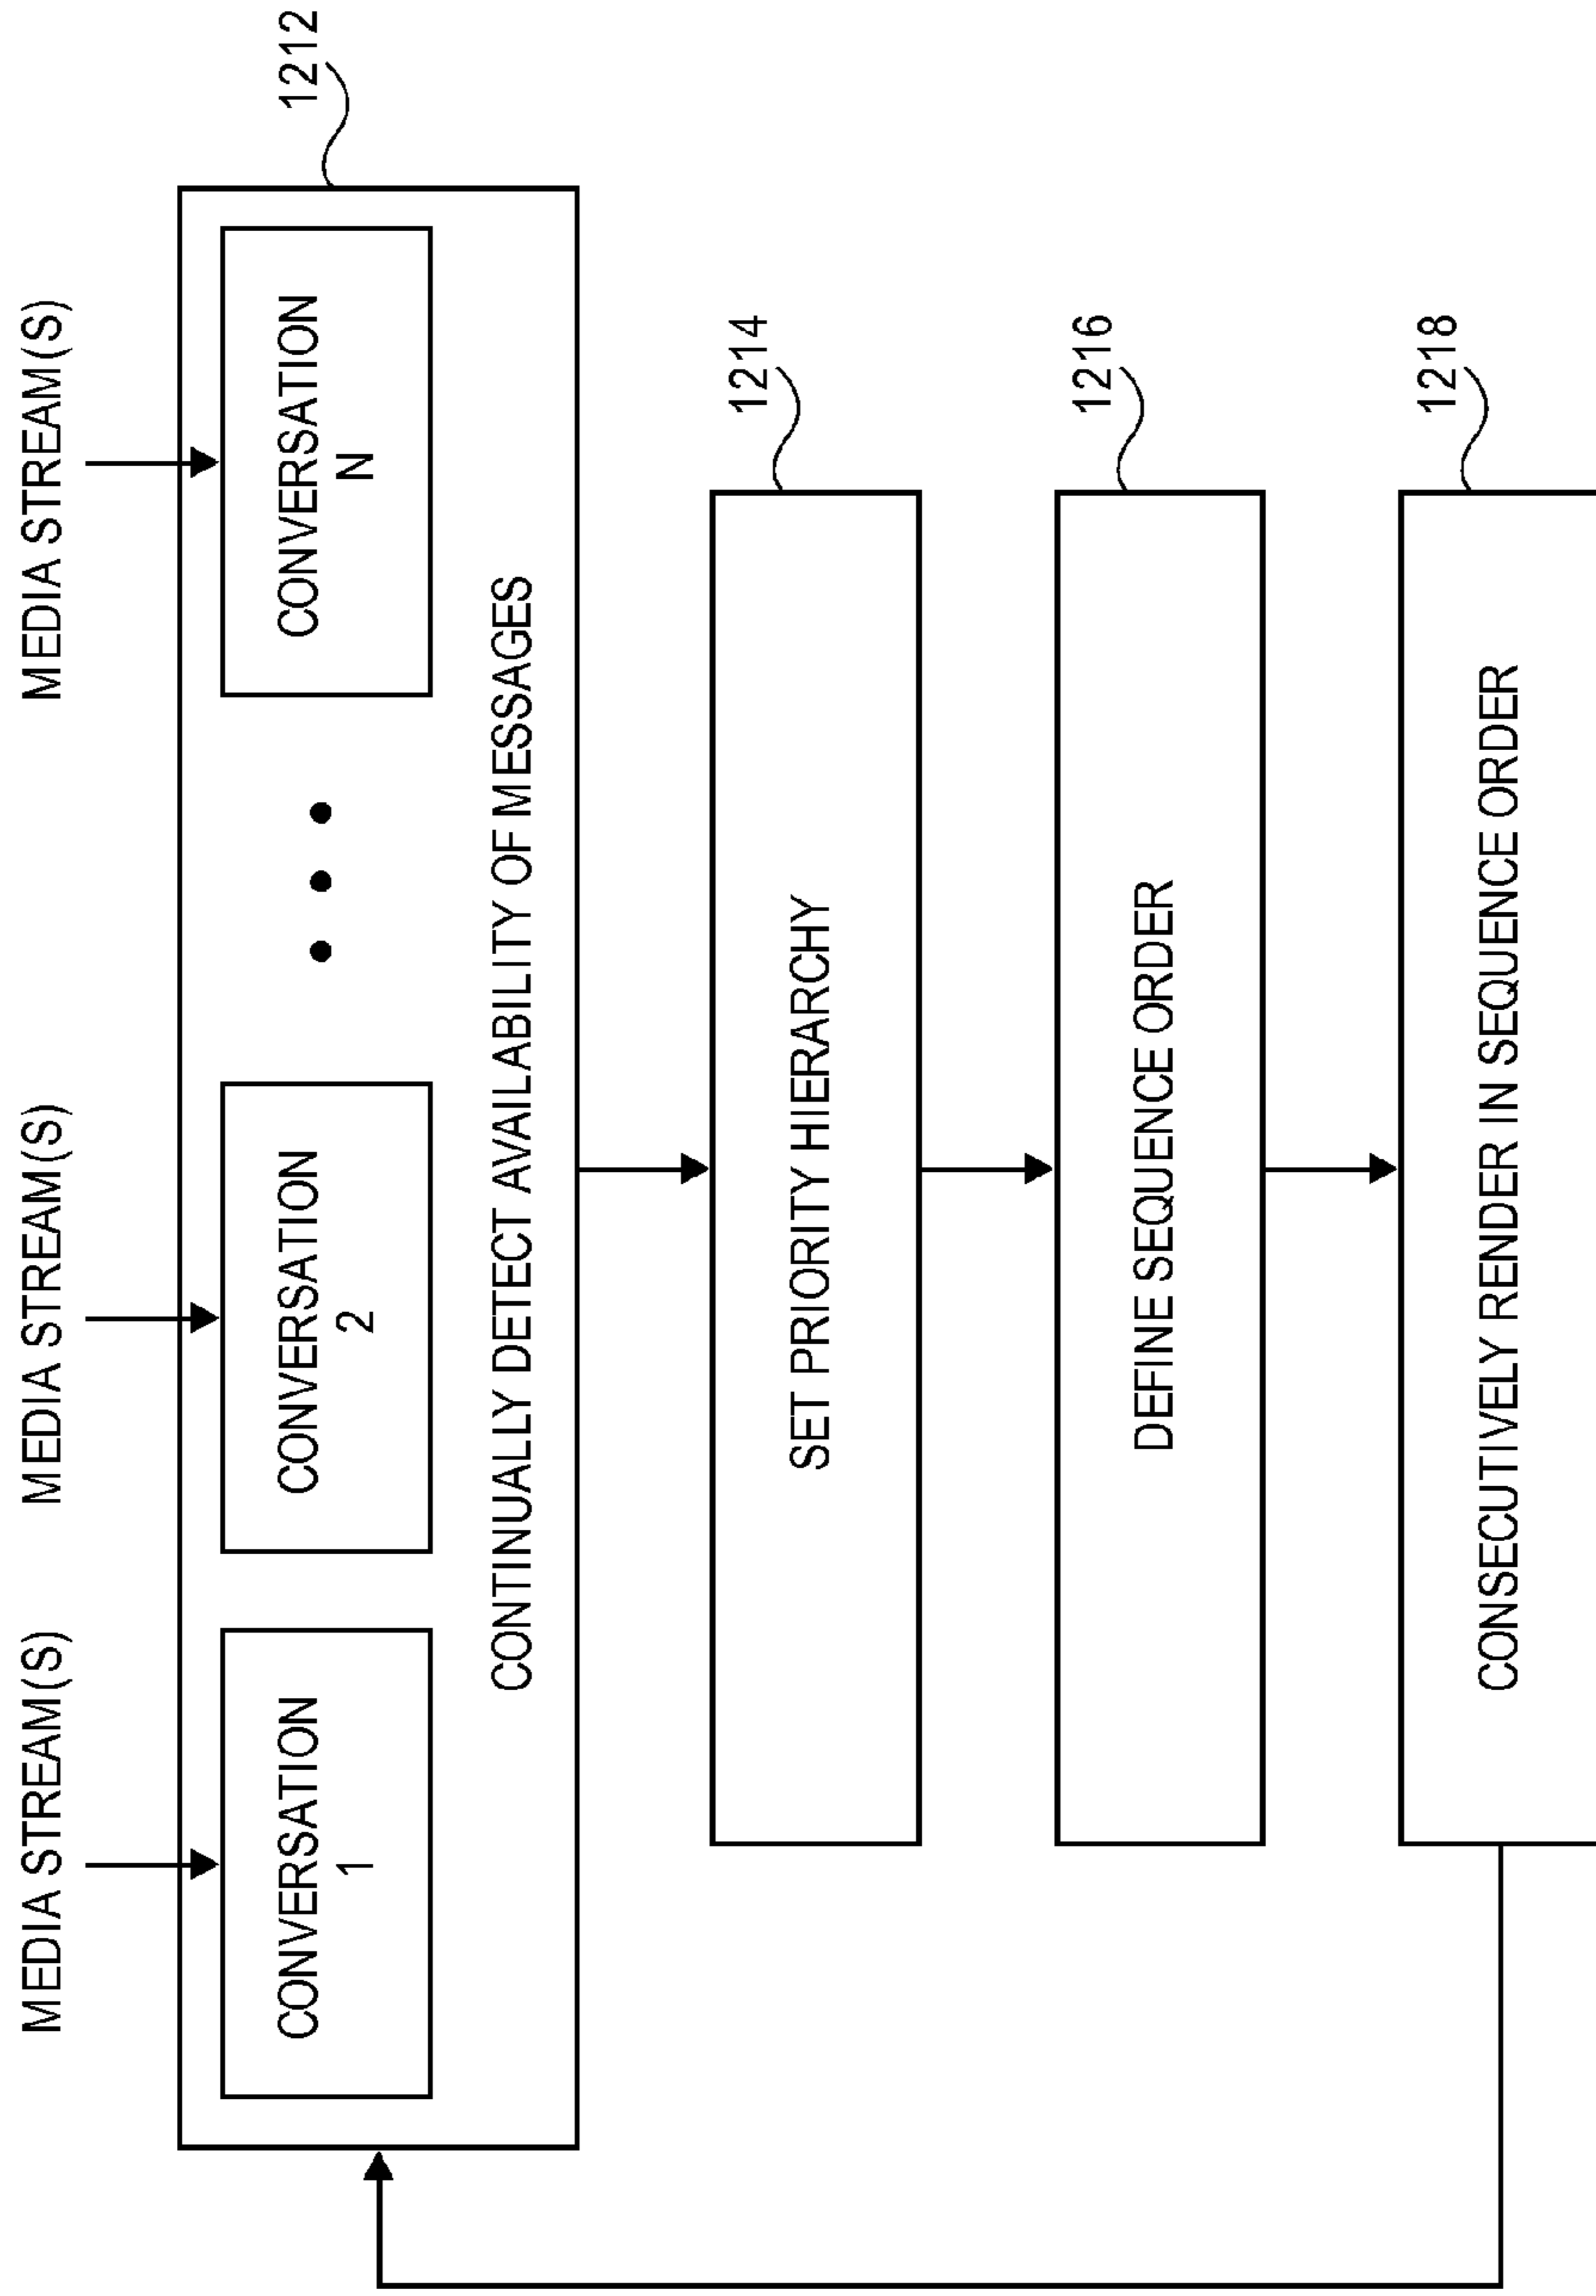 MEDIA STREAM(S)
MEDIA STREAM(S)
MEDIA STREAM(S)
1212
CONVERSATION
1
CONVERSATION
2
CONVERSATION
N
CONTINUALLY DETECT AVAILABILITY OF MESSAGES
1214
SET PRIORITY HIERARCHY
1216
DEFINE SEQUENCE ORDER
1218
CONSECUTIVELY RENDER IN SEQUENCE ORDER